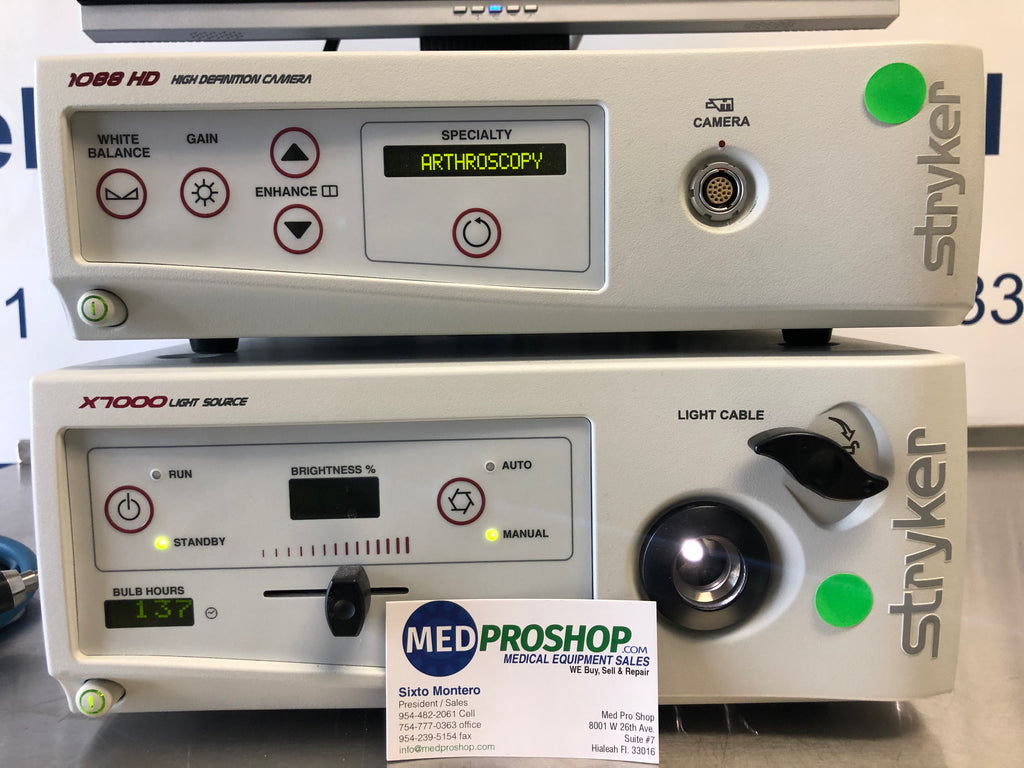 1088 HD HIGH DEFINITION CAMERA
WHITE
BALANCE
GAIN
ENHANCE
SPECIALTY
ARTHROSCOPY
CAMERA
stryker
el
1
33
X7000 LIGHT SOURCE
RUN
STANDBY
BRIGHTNESS %
AUTO
MANUAL
BULB HOURS
137
LIGHT CABLE
stryker
MEDPROSHOP.COM
MEDICAL EQUIPMENT SALES
WE Buy, Sell & Repair
Sixto Montero
President / Sales
954-482-2061 Cell
754-777-0363 office
954-239-5154 fax
info@medproshop.com
Med Pro Shop
8001 W 26th Ave.
Suite #7
Hialeah Fl. 33016